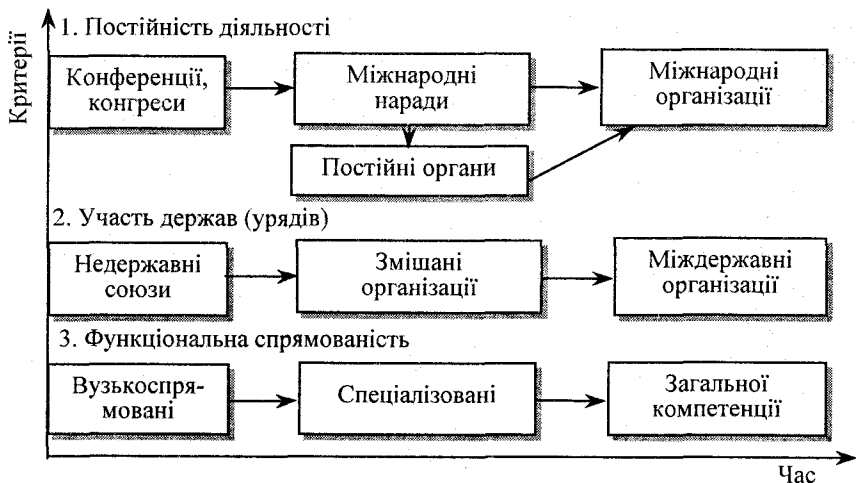 Критерії
1. Постійність діяльності
Конференції,
конгреси
Міжнародні
наради
Міжнародні
організації
Постійні органи
2. Участь держав (урядів)
Недержавні
союзи
Змішані
організації
Міждержавні
організації
3. Функціональна спрямованість
Вузькоспря-
мовані
Спеціалізовані
Загальної
компетенції
Час